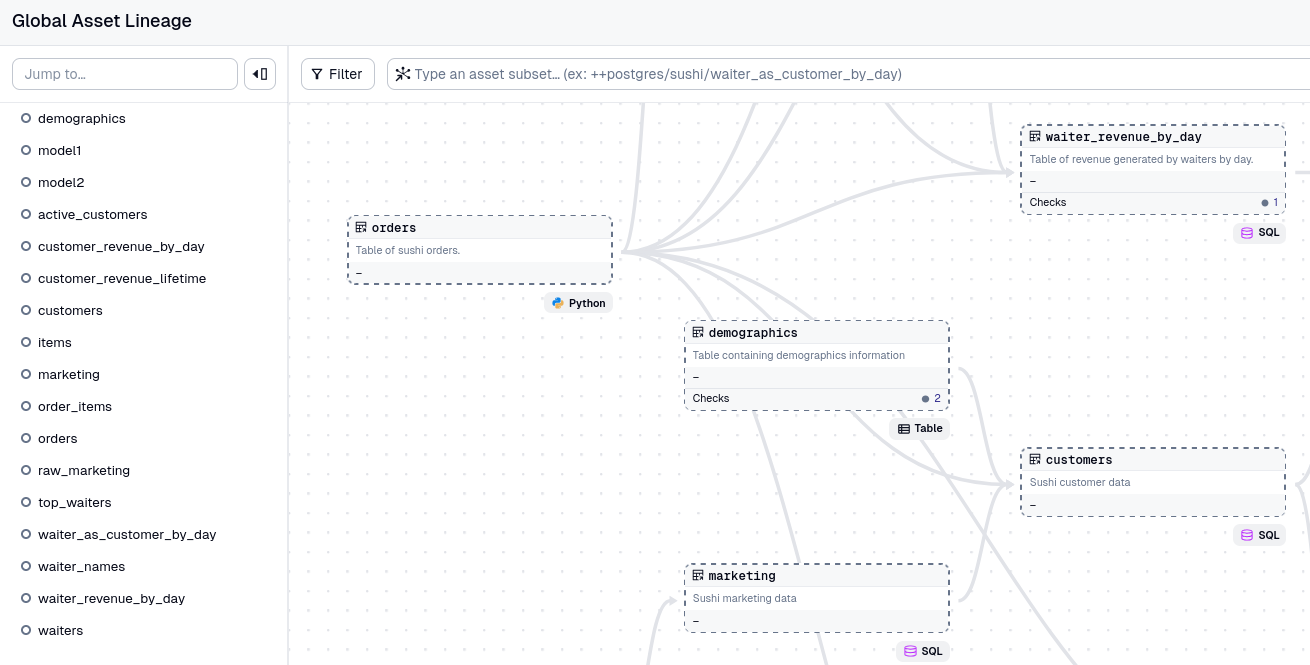 Global Asset Lineage
Jump to…
Filter
Type an asset subset… (ex: ++postgres/sushi/waiter_as_customer_by_day)
demographics
model1
model2
active_customers
customer_revenue_by_day
customer_revenue_lifetime
customers
items
marketing
order_items
orders
raw_marketing
top_waiters
waiter_as_customer_by_day
waiter_names
waiter_revenue_by_day
waiters
orders
Table of sushi orders.
–
Python
demographics
Table containing demographics information
–
Checks 2
Table
marketing
Sushi marketing data
–
SQL
waiter_revenue_by_day
Table of revenue generated by waiters by day.
–
Checks 1
SQL
customers
Sushi customer data
–
SQL